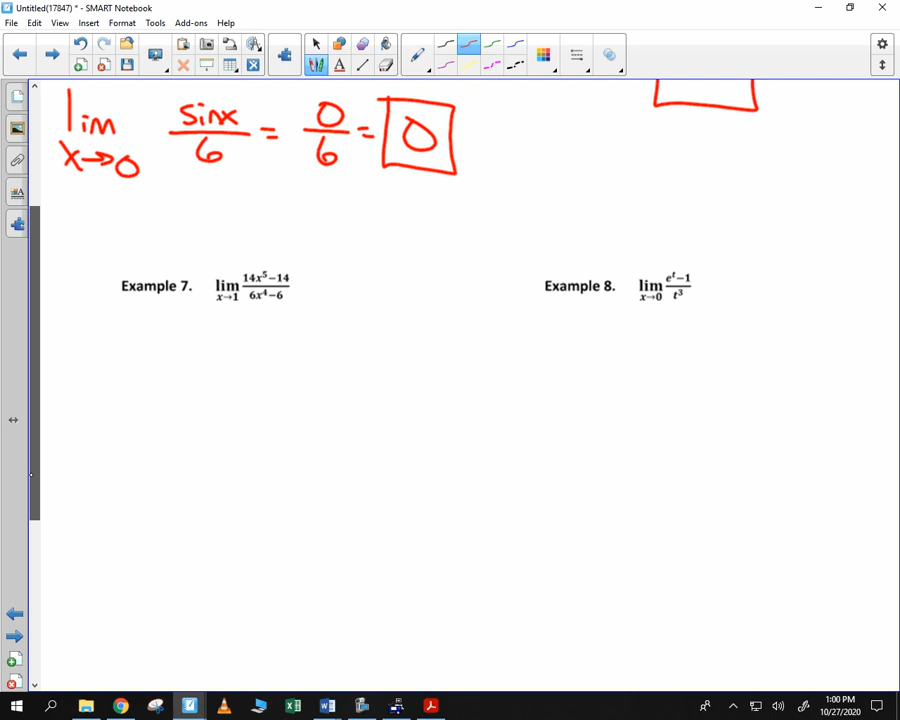 Untitled(17847) * - SMART Notebook
File Edit View Insert Format Tools Add-ons Help
lim x→0 sinx/6 = 0/6 = 0
Example 7. lim x→1 14x⁵−14/6x⁴−6
Example 8. lim x→0 eᵗ−1/t³
1:00 PM
10/27/2020